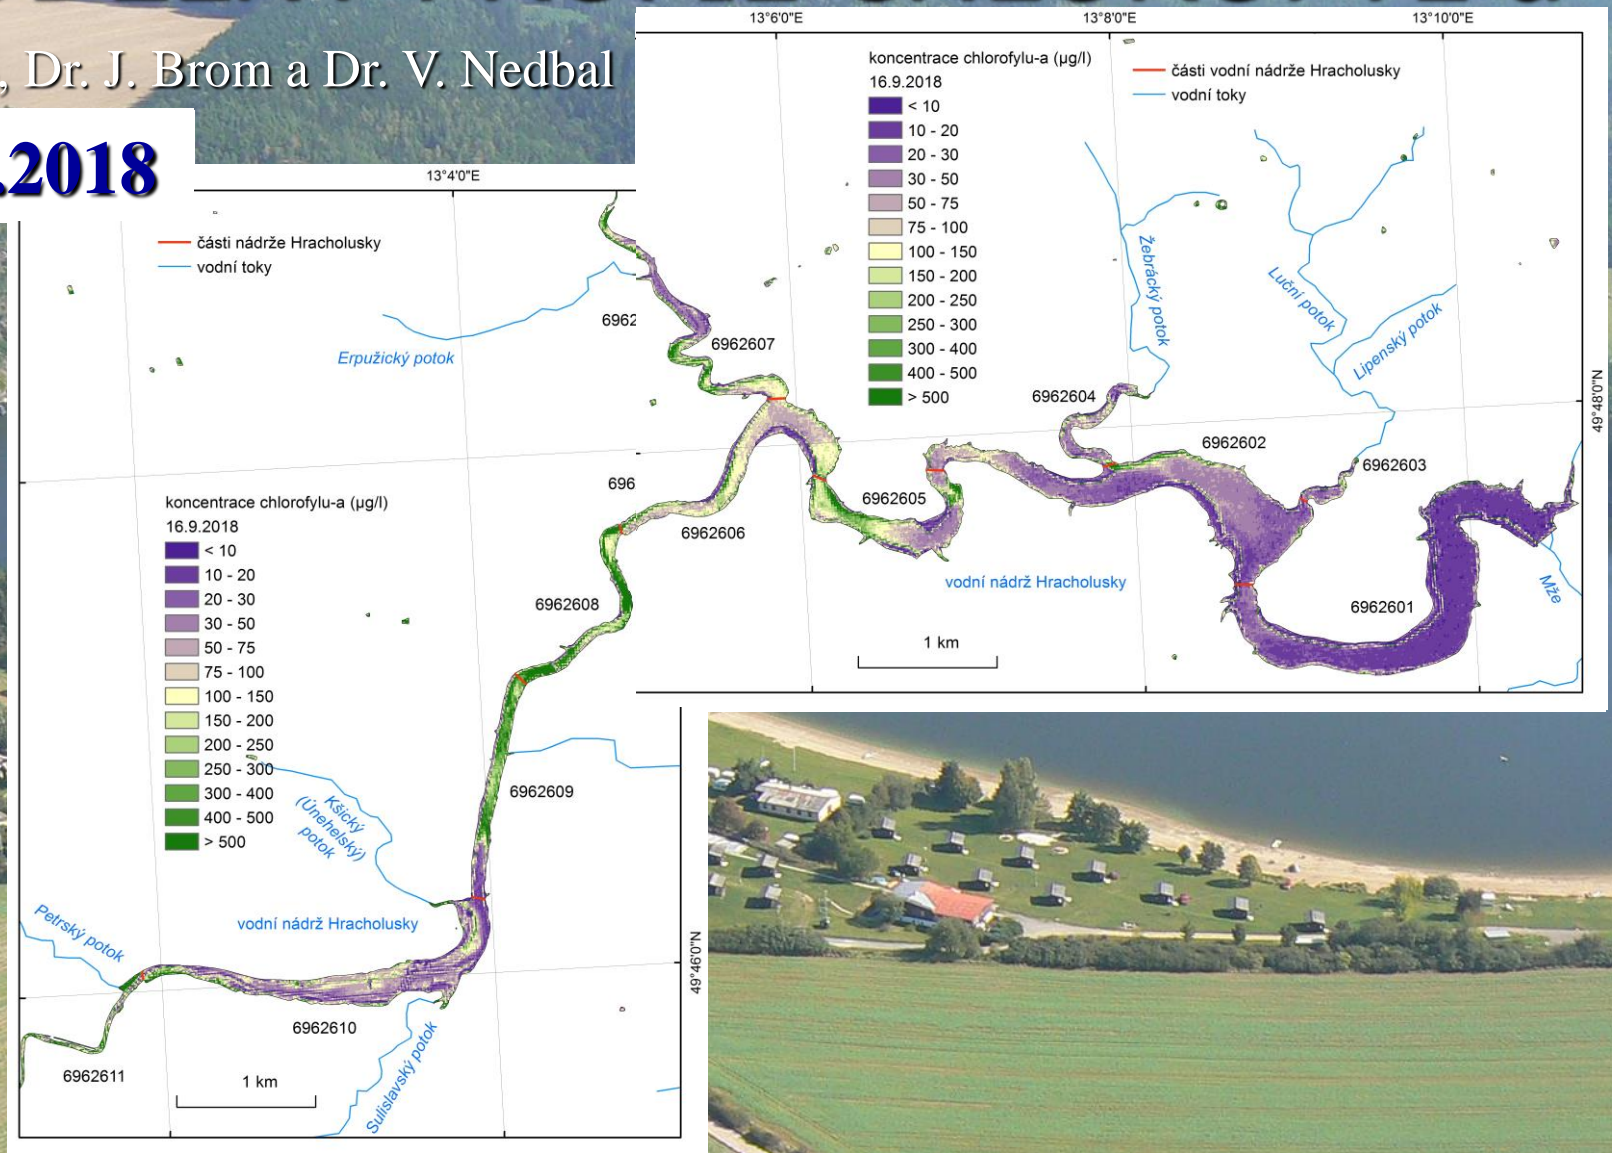 , Dr. J. Brom a Dr. V. Nedbal
.2018
13°6'0"E
13°8'0"E
13°10'0"E
koncentrace chlorofylu-a (µg/l)
16.9.2018
< 10
10 - 20
20 - 30
30 - 50
50 - 75
75 - 100
100 - 150
150 - 200
200 - 250
250 - 300
300 - 400
400 - 500
> 500
části vodní nádrže Hracholusky
vodní toky
Žebrácký potok
Luční potok
Lipenský potok
49°48'0"N
6962607
6962604
6962602
6962603
6962605
6962606
6962601
vodní nádrž Hracholusky
Mže
1 km
13°4'0"E
části nádrže Hracholusky
vodní toky
Erpužický potok
6962
696
koncentrace chlorofylu-a (µg/l)
16.9.2018
< 10
10 - 20
20 - 30
30 - 50
50 - 75
75 - 100
100 - 150
150 - 200
200 - 250
250 - 300
300 - 400
400 - 500
> 500
6962608
6962609
Kšický
(Únehelský)
potok
Petrský potok
vodní nádrž Hracholusky
49°46'0"N
6962610
6962611
Sulislavský potok
1 km